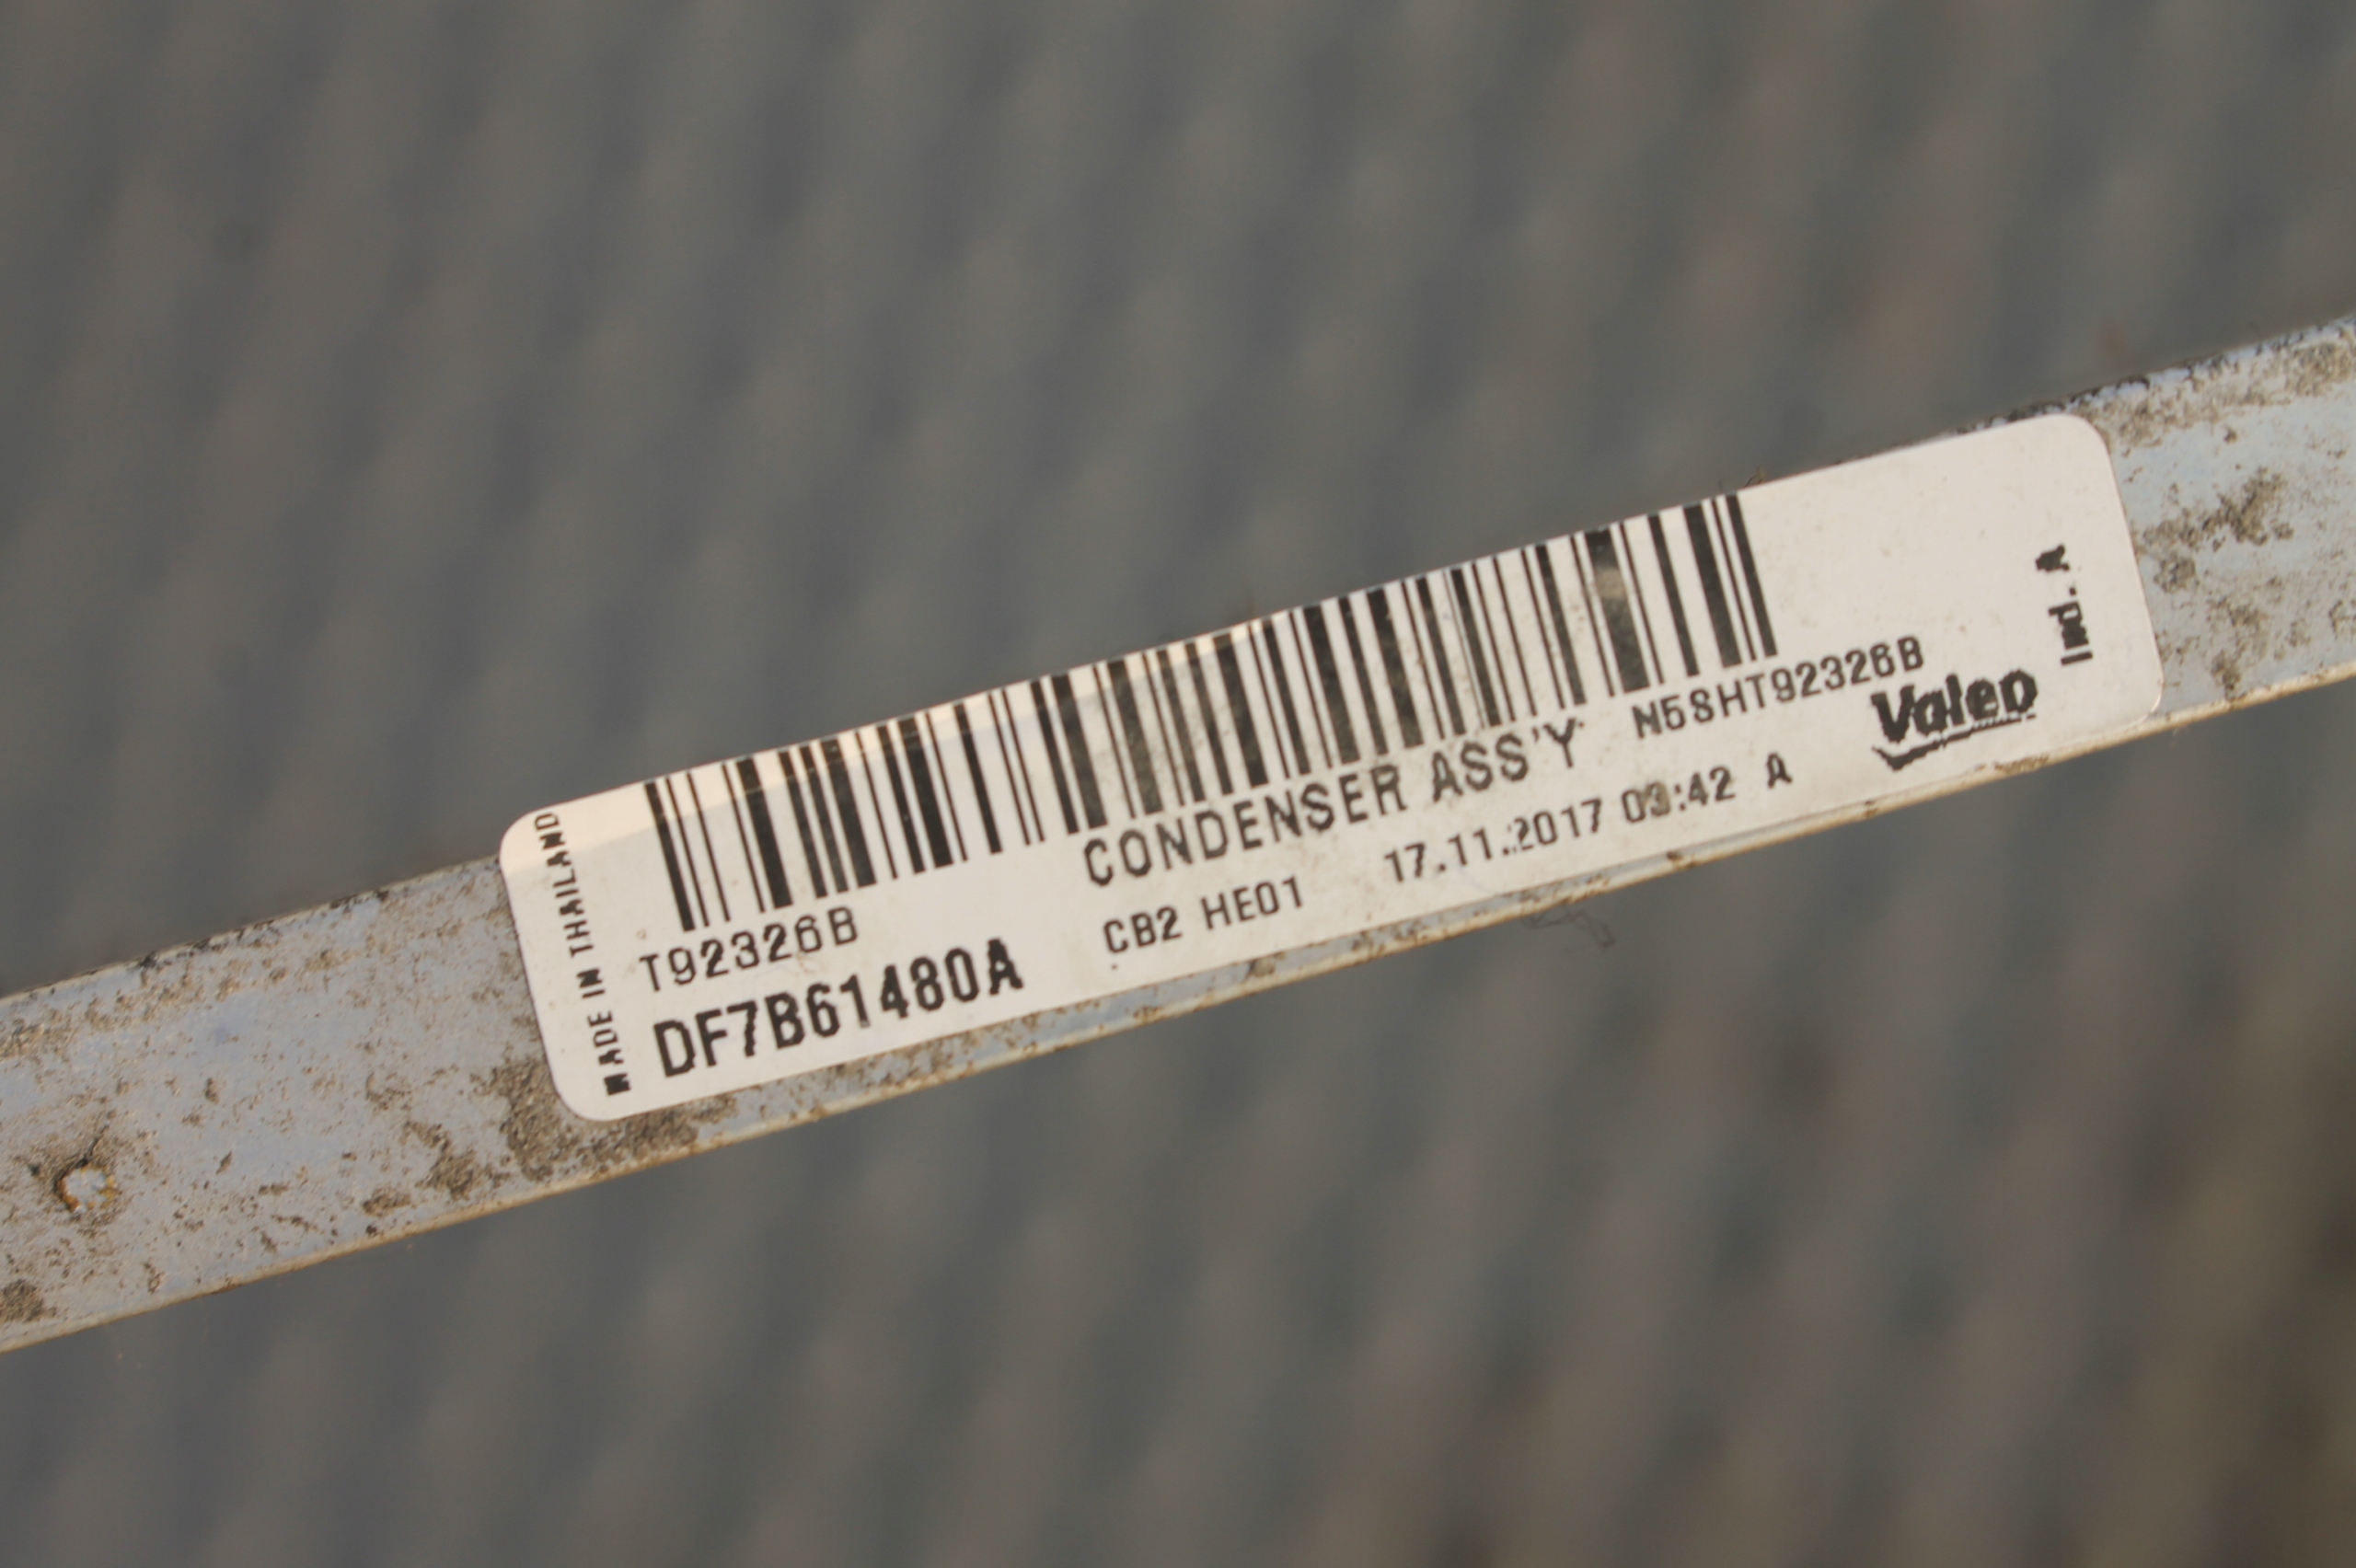 MADE IN THAILAND
T92326B
DF7B61480A
CONDENSER ASS'Y N5SHT92326B
CB2 HE01 17.11.2017 03:42 A
Valeo
Ind.A